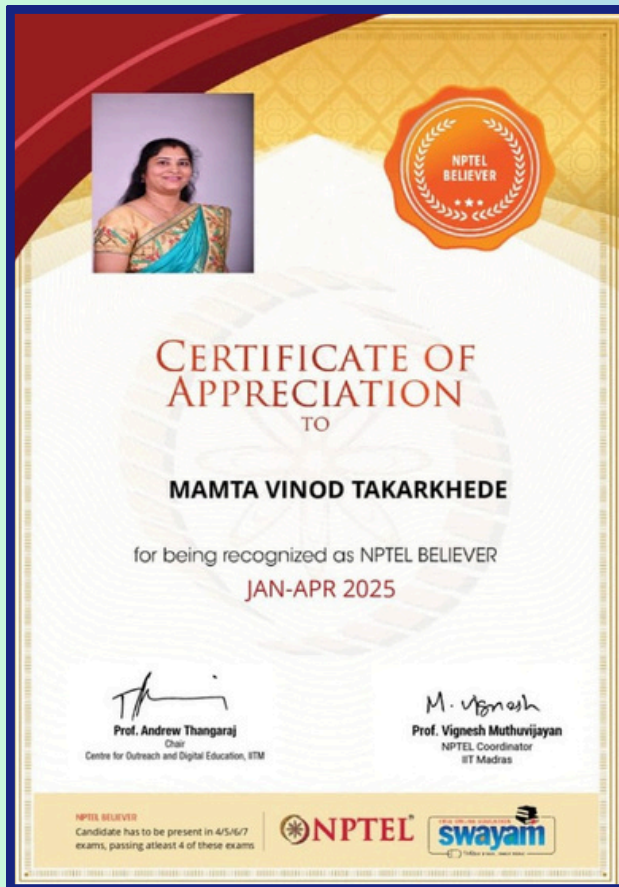 NPTEL
BELIEVER
CERTIFICATE OF
APPRECIATION
TO
MAMTA VINOD TAKARKHEDE
for being recognized as NPTEL BELIEVER
JAN-APR 2025
M. Vignesh
Prof. Andrew Thangaraj
Chair
Centre for Outreach and Digital Education, IITM
Prof. Vignesh Muthuvijayan
NPTEL Coordinator
IIT Madras
NPTEL BELIEVER
Candidate has to be present in 4/5/6/7
exams, passing atleast 4 of these exams
NPTEL
swayam